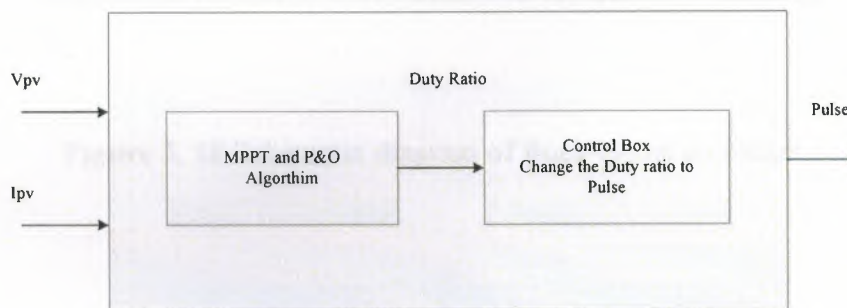 Vpv
Duty Ratio
Pulse
MPPT and P&O
Algorthim
Control Box
Change the Duty ratio to
Pulse
Ipv